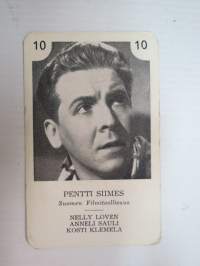 10 10
PENTTI SIIMES
Suomen Filmiteollisuus
NELLY LOVEN
ANNELI SAULI
KOSTI KLEMELÄ